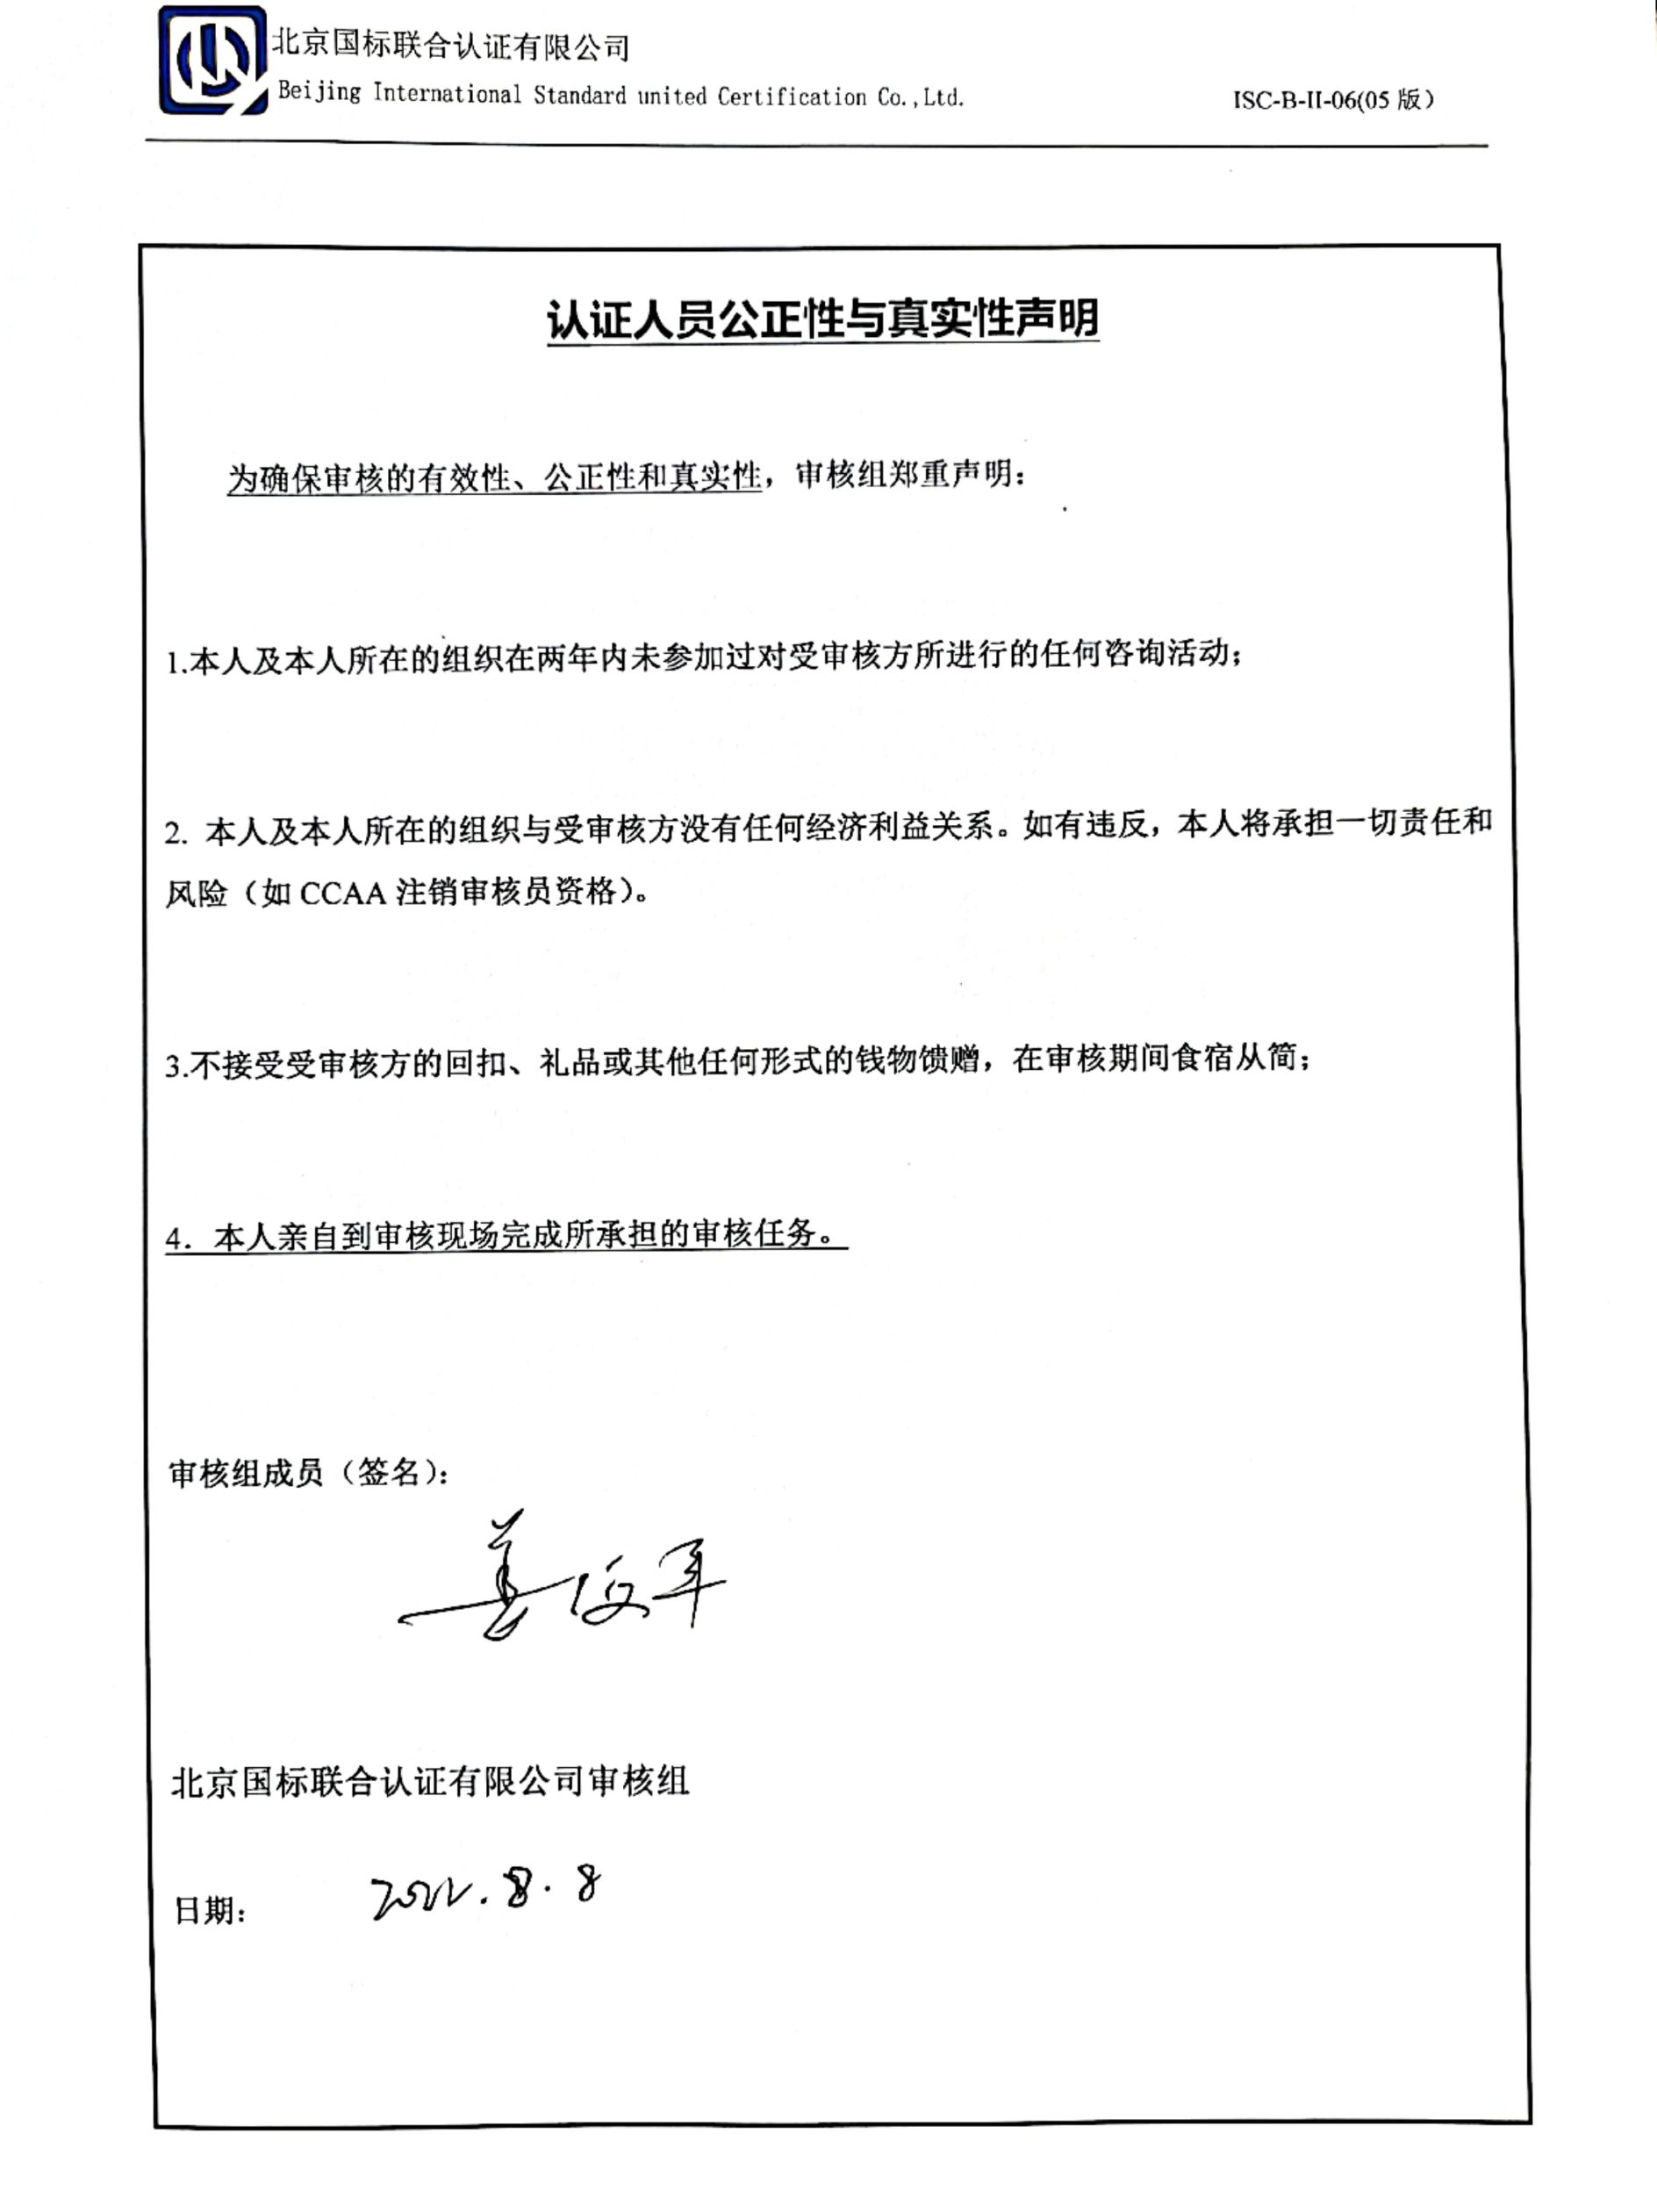 北京国标联合认证有限公司
Beijing International Standard united Certification Co.,Ltd.
ISC-B-II-06(05 版)
认证人员公正性与真实性声明
为确保审核的有效性、公正性和真实性，审核组郑重声明：
1.本人及本人所在的组织在两年内未参加过对受审核方所进行的任何咨询活动；
2. 本人及本人所在的组织与受审核方没有任何经济利益关系。如有违反，本人将承担一切责任和
风险（如 CCAA 注销审核员资格）。
3.不接受受审核方的回扣、礼品或其他任何形式的钱物馈赠，在审核期间食宿从简；
4. 本人亲自到审核现场完成所承担的审核任务。
审核组成员（签名）：
北京国标联合认证有限公司审核组
日期： 2022.8.8